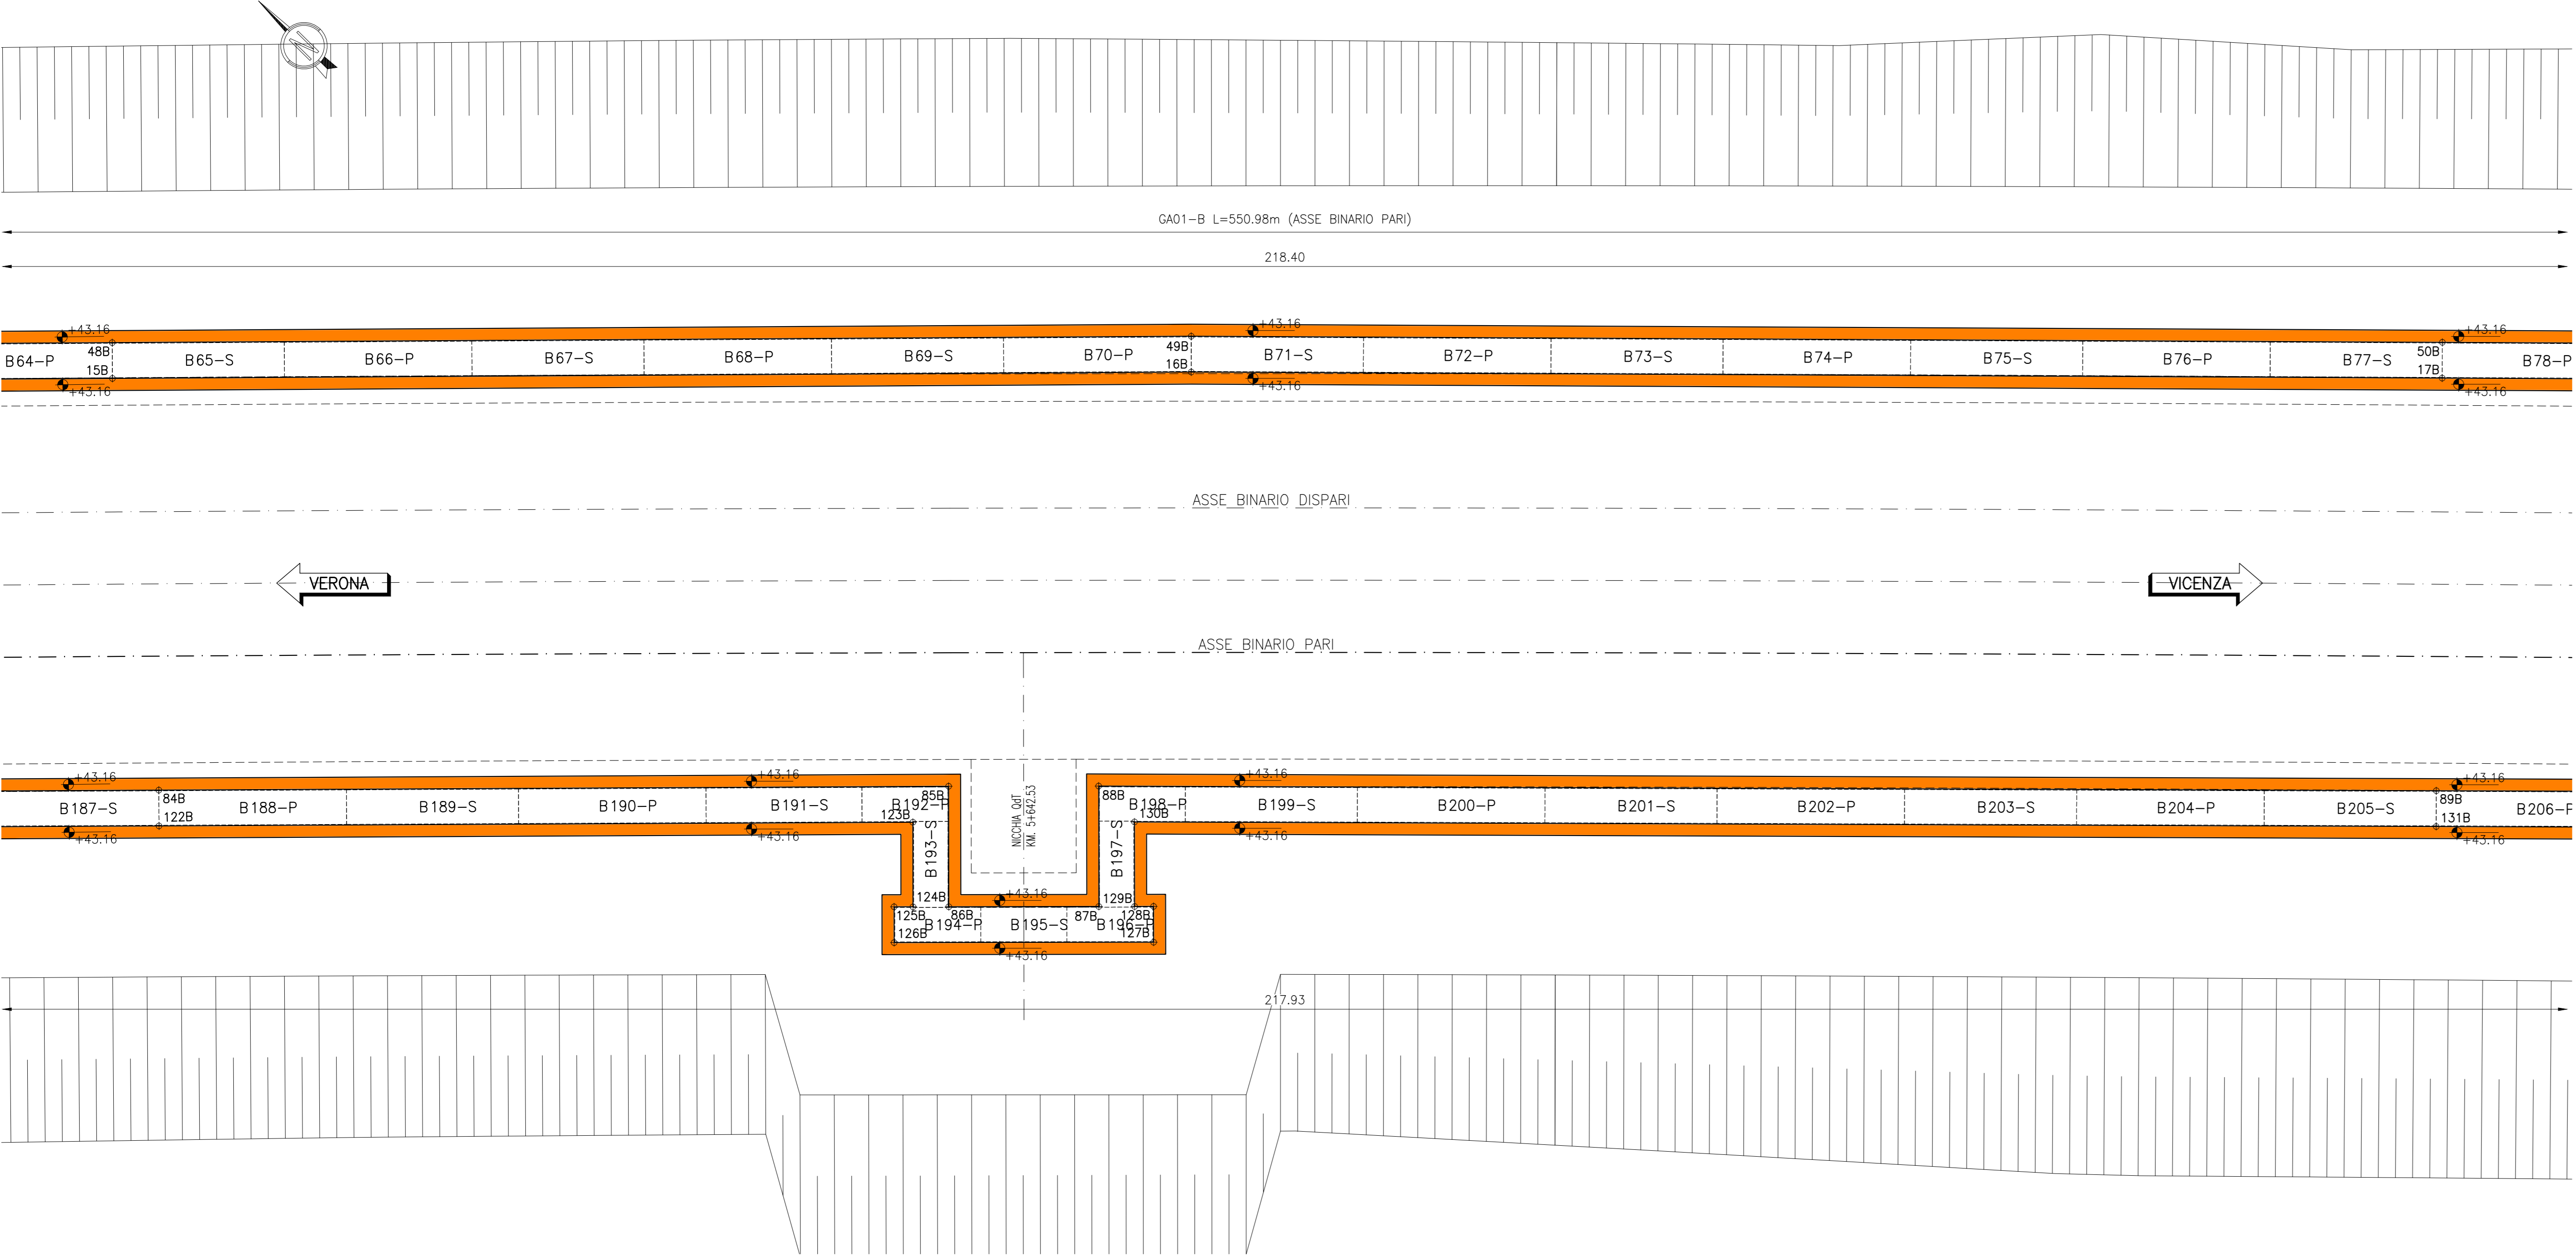 N
GA01-B L=550.98m (ASSE BINARIO PARI)
218.40
+43.16 +43.16 +43.16
B64-P 48B B65-S B66-P B67-S B68-P B69-S B70-P 49B B71-S B72-P B73-S B74-P B75-S B76-P B77-S 50B B78-P
15B 16B 17B
+43.16 +43.16 +43.16
ASSE BINARIO DISPARI
VERONA VICENZA
ASSE BINARIO PARI
+43.16 +43.16 +43.16 +43.16
B187-S 84B B188-P B189-S B190-P B191-S B192-P 85B 88B B198-P B199-S B200-P B201-S B202-P B203-S B204-P B205-S 89B B206-P
122B 123B 130B 131B
+43.16 +43.16 +43.16 +43.16
B193-S
NICCHIA QdT
KM. 5+642.53
B197-S
+43.16
124B 129B
125B 86B 87B 128B
B194-P B195-S B196-P
126B 127B
+43.16
217.93